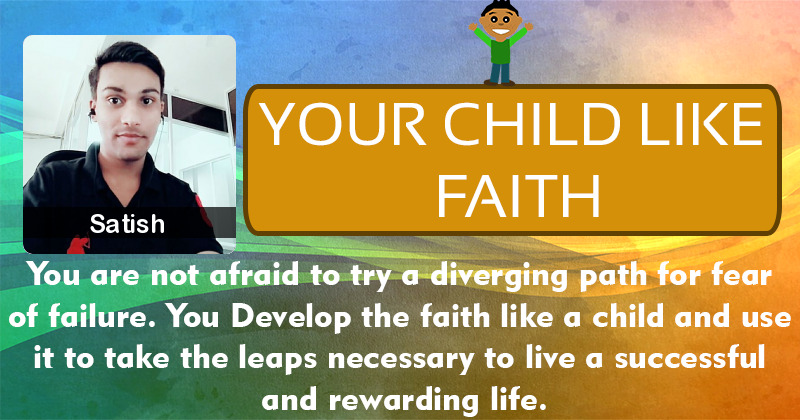 Satish
YOUR CHILD LIKE
FAITH
You are not afraid to try a diverging path for fear
of failure. You Develop the faith like a child and use
it to take the leaps necessary to live a successful
and rewarding life.